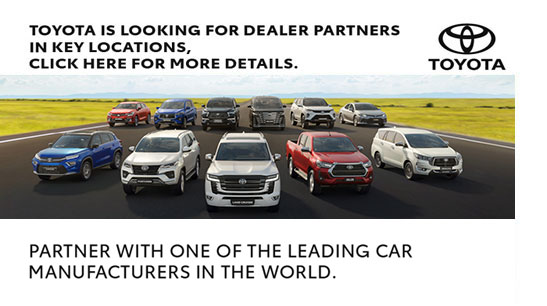 TOYOTA IS LOOKING FOR DEALER PARTNERS
IN KEY LOCATIONS,
CLICK HERE FOR MORE DETAILS.
TOYOTA
PARTNER WITH ONE OF THE LEADING CAR
MANUFACTURERS IN THE WORLD.